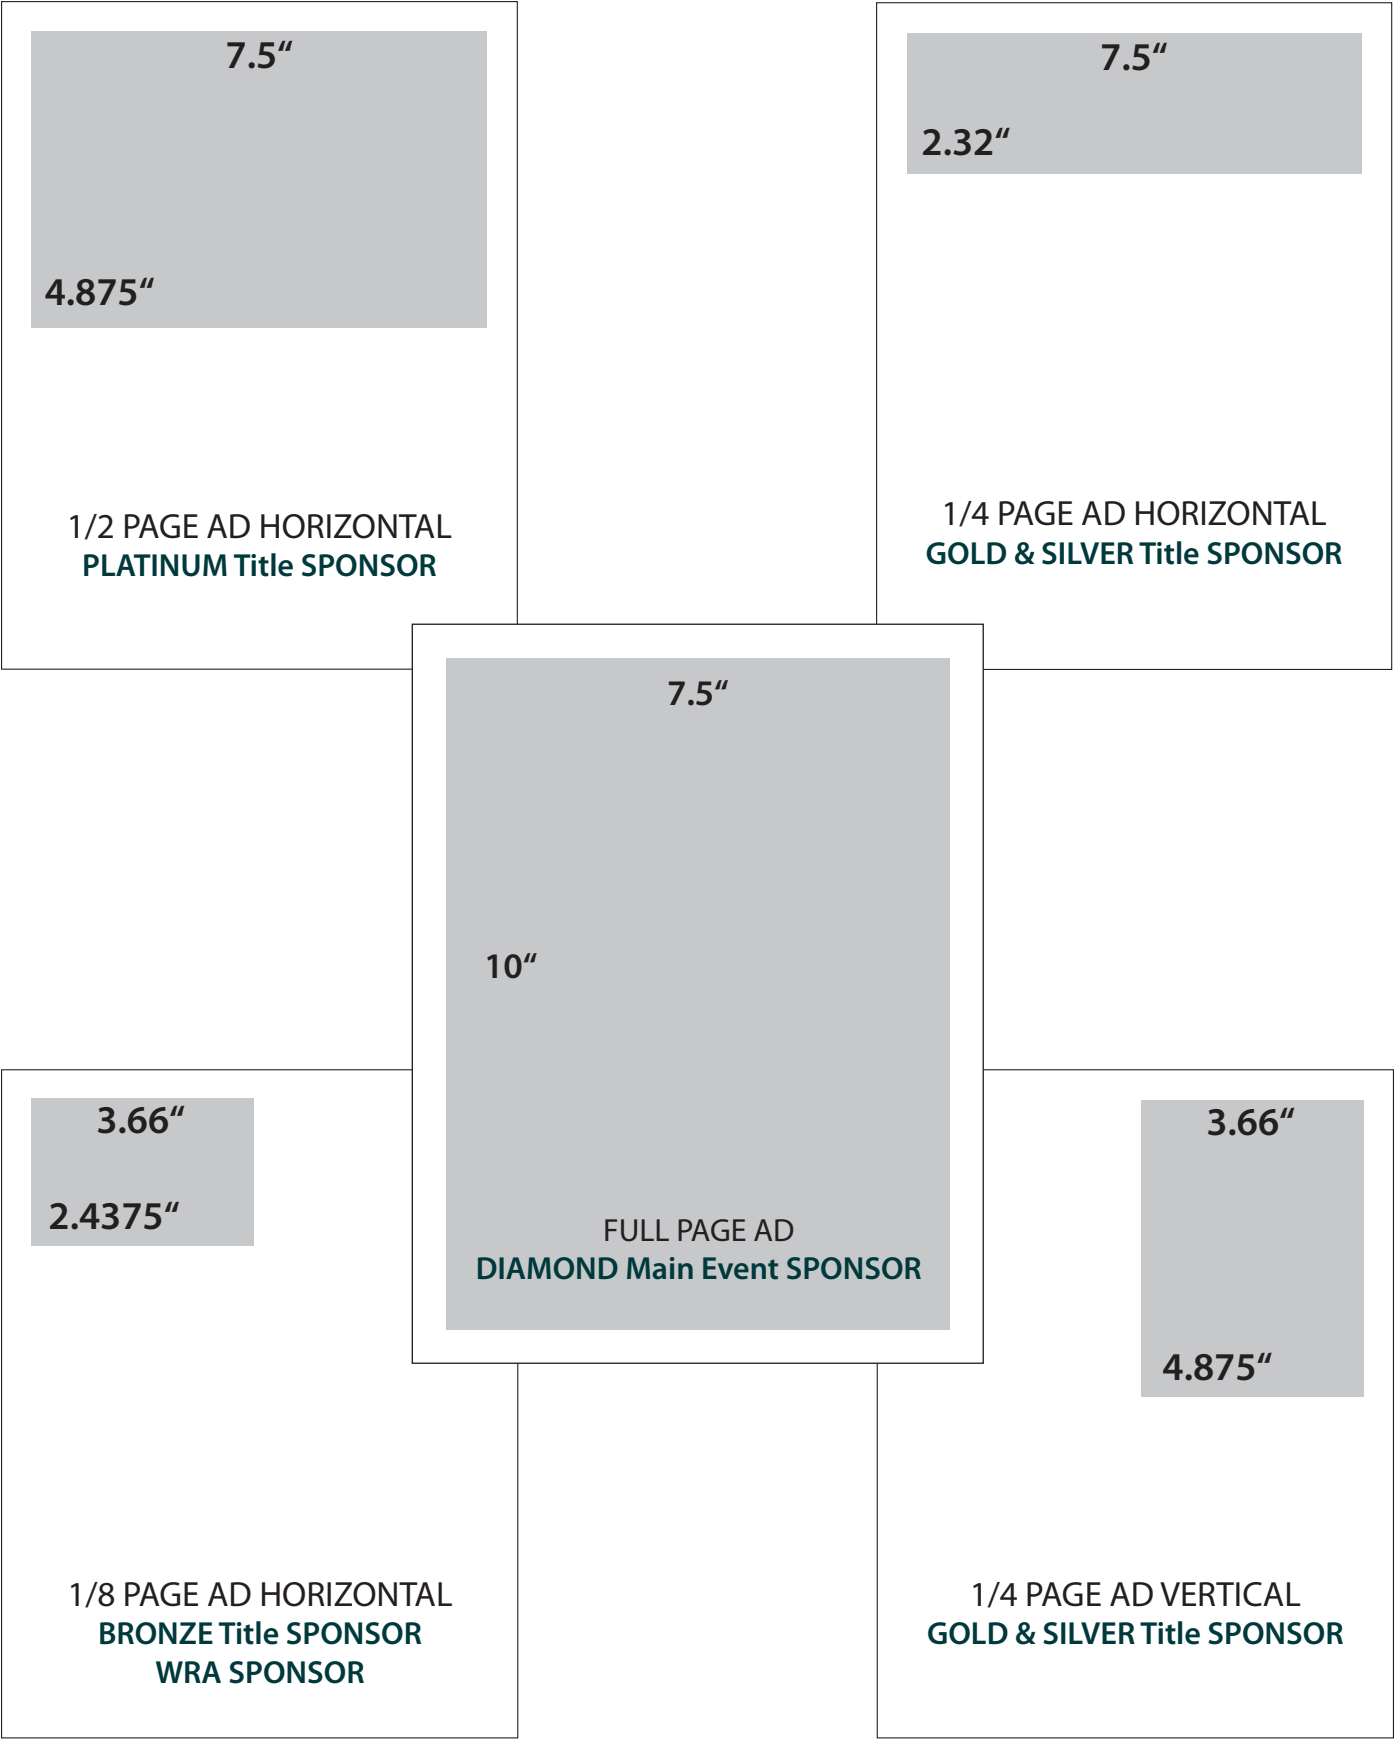 7.5“
4.875“
1/2 PAGE AD HORIZONTAL
PLATINUM Title SPONSOR
7.5“
2.32“
1/4 PAGE AD HORIZONTAL
GOLD & SILVER Title SPONSOR
7.5“
10“
FULL PAGE AD
DIAMOND Main Event SPONSOR
3.66“
2.4375“
1/8 PAGE AD HORIZONTAL
BRONZE Title SPONSOR
WRA SPONSOR
3.66“
4.875“
1/4 PAGE AD VERTICAL
GOLD & SILVER Title SPONSOR